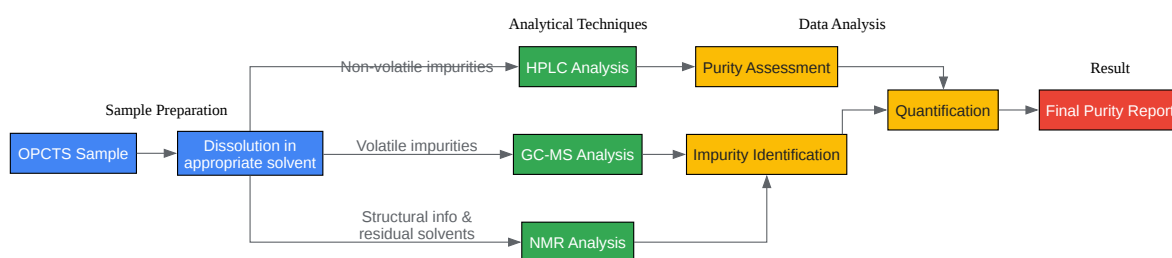 Analytical Techniques
Data Analysis
Non-volatile impurities
HPLC Analysis
Purity Assessment
Result
Sample Preparation
Quantification
Final Purity Report
OPCTS Sample
Dissolution in
appropriate solvent
Volatile impurities
GC-MS Analysis
Impurity Identification
Structural info &
residual solvents
NMR Analysis